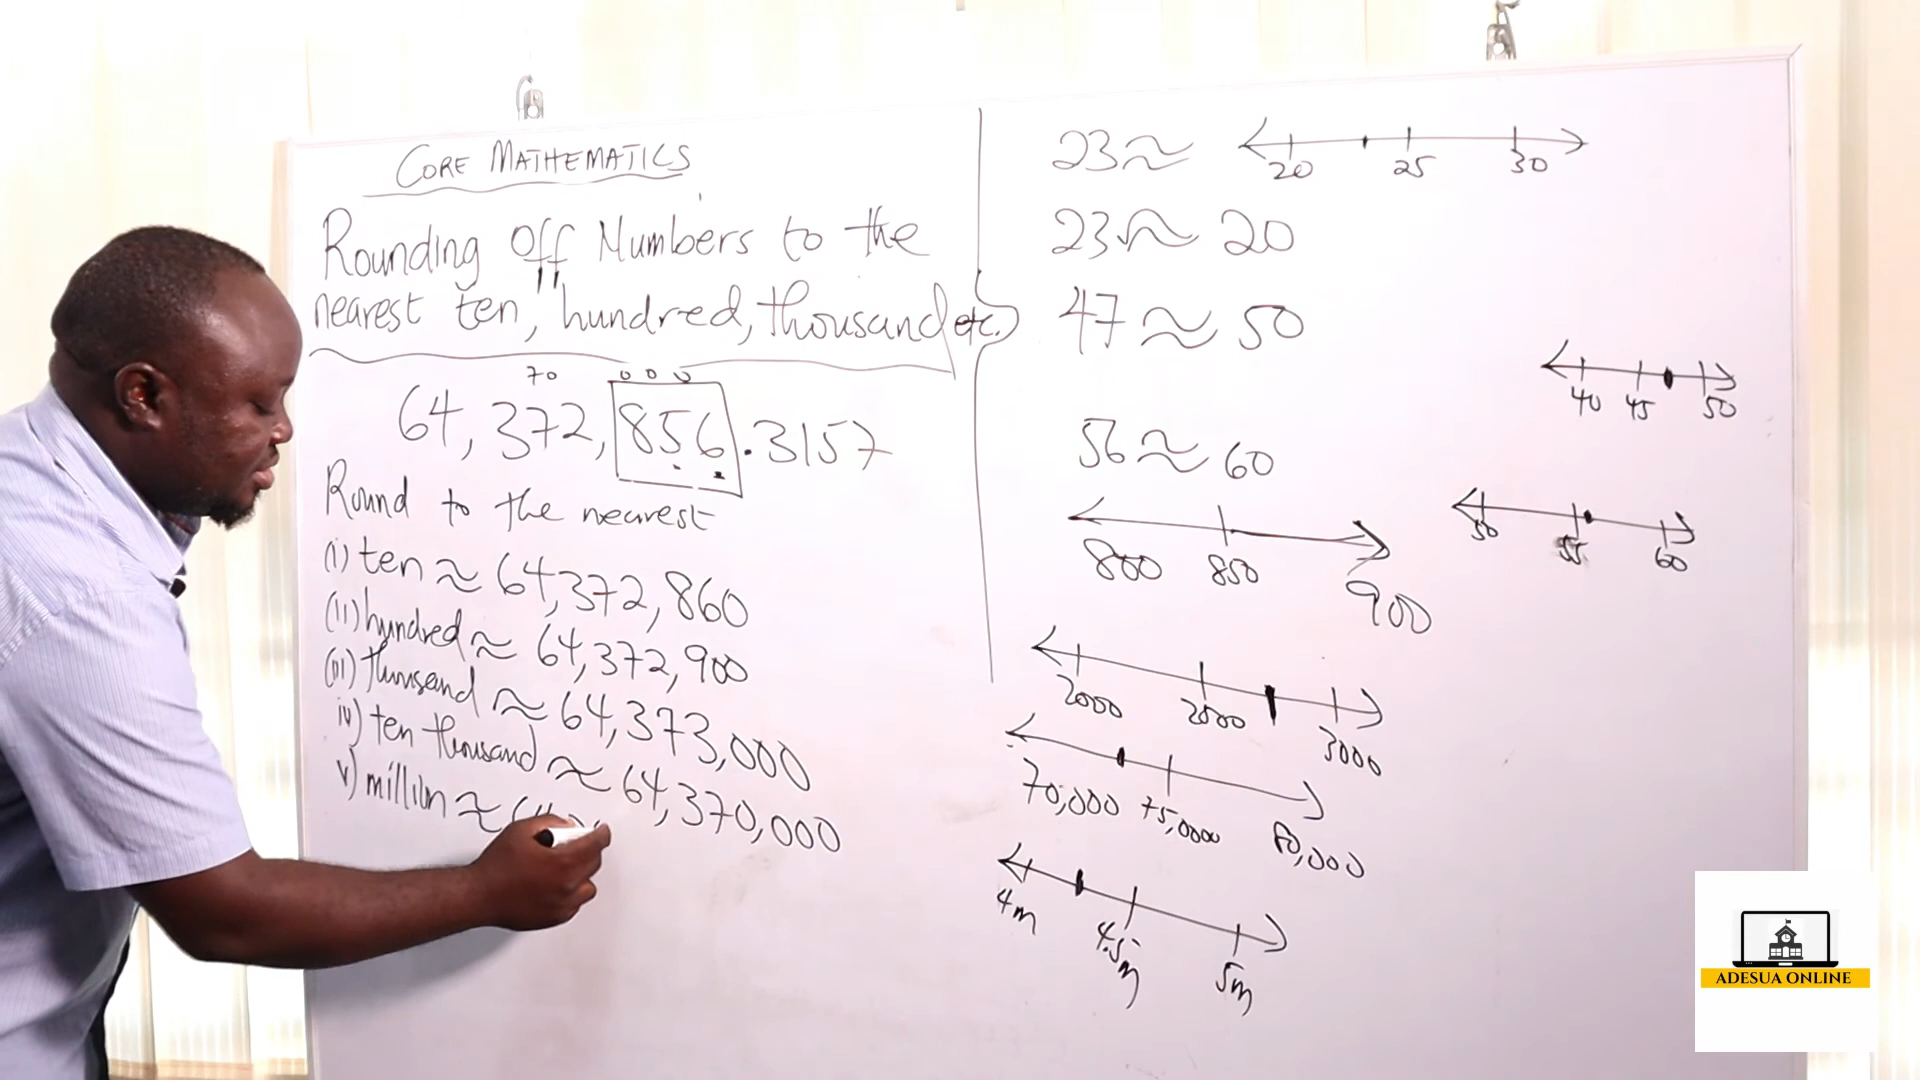 CORE MATHEMATICS
Rounding Off Numbers to the
nearest ten, "hundred, thousand etc.)
70 0 0 0
64, 372, 856.3157
Round to the nearest
(i) ten ≈ 64,372,860
(ii) hundred ≈ 64,372,900
(iii) thousand ≈ 64,373,000
iv) ten thousand ≈ 64,370,000
v) million ≈
23 ≈
20 25 30
23 ≈ 20
47 ≈ 50
40 45 50
56 ≈ 60
50 55 60
800 850 900
2000 2500 3000
70,000 75,0000 80,000
4m 4.5m 5m
ADESUA ONLINE